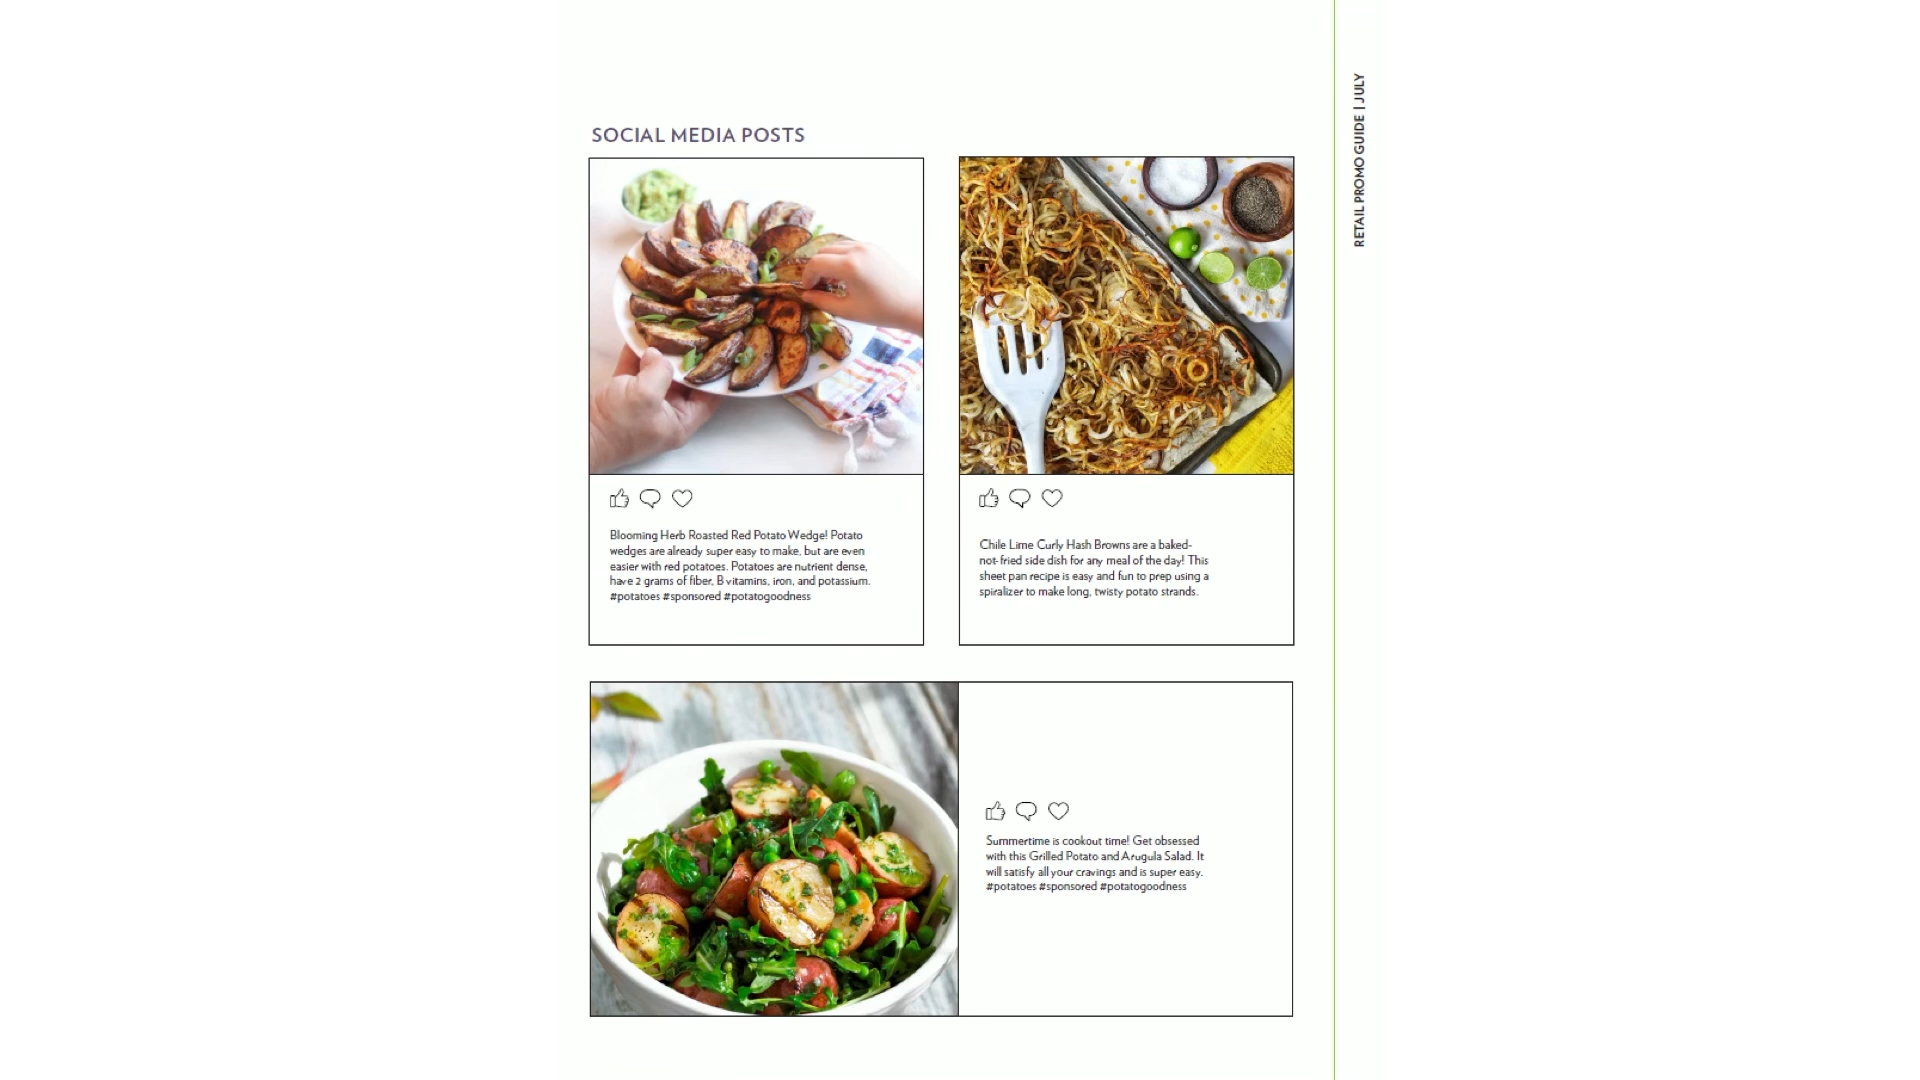 RETAIL PROMO GUIDE | JULY
SOCIAL MEDIA POSTS
Blooming Herb Roasted Red Potato Wedge! Potato
wedges are already super easy to make, but are even
easier with red potatoes. Potatoes are nutrient dense,
have 2 grams of fiber, B vitamins, iron, and potassium.
#potatoes #sponsored #potatogoodness
Chile Lime Curly Hash Browns are a baked-
not-fried side dish for any meal of the day! This
sheet pan recipe is easy and fun to prep using a
spiralizer to make long, twisty potato strands.
Summertime is cookout time! Get obsessed
with this Grilled Potato and Arugula Salad. It
will satisfy all your cravings and is super easy.
#potatoes #sponsored #potatogoodness